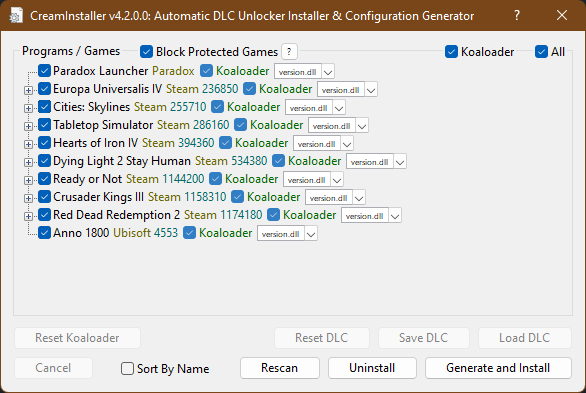 CreamInstaller v4.2.0.0: Automatic DLC Unlocker Installer & Configuration Generator ? ×
Programs / Games Block Protected Games ? Koaloader All
Paradox Launcher Paradox Koaloader version.dll
Europa Universalis IV Steam 236850 Koaloader version.dll
Cities: Skylines Steam 255710 Koaloader version.dll
Tabletop Simulator Steam 286160 Koaloader version.dll
Hearts of Iron IV Steam 394360 Koaloader version.dll
Dying Light 2 Stay Human Steam 534380 Koaloader version.dll
Ready or Not Steam 1144200 Koaloader version.dll
Crusader Kings III Steam 1158310 Koaloader version.dll
Red Dead Redemption 2 Steam 1174180 Koaloader version.dll
Anno 1800 Ubisoft 4553 Koaloader version.dll
Reset Koaloader Reset DLC Save DLC Load DLC
Cancel Sort By Name Rescan Uninstall Generate and Install